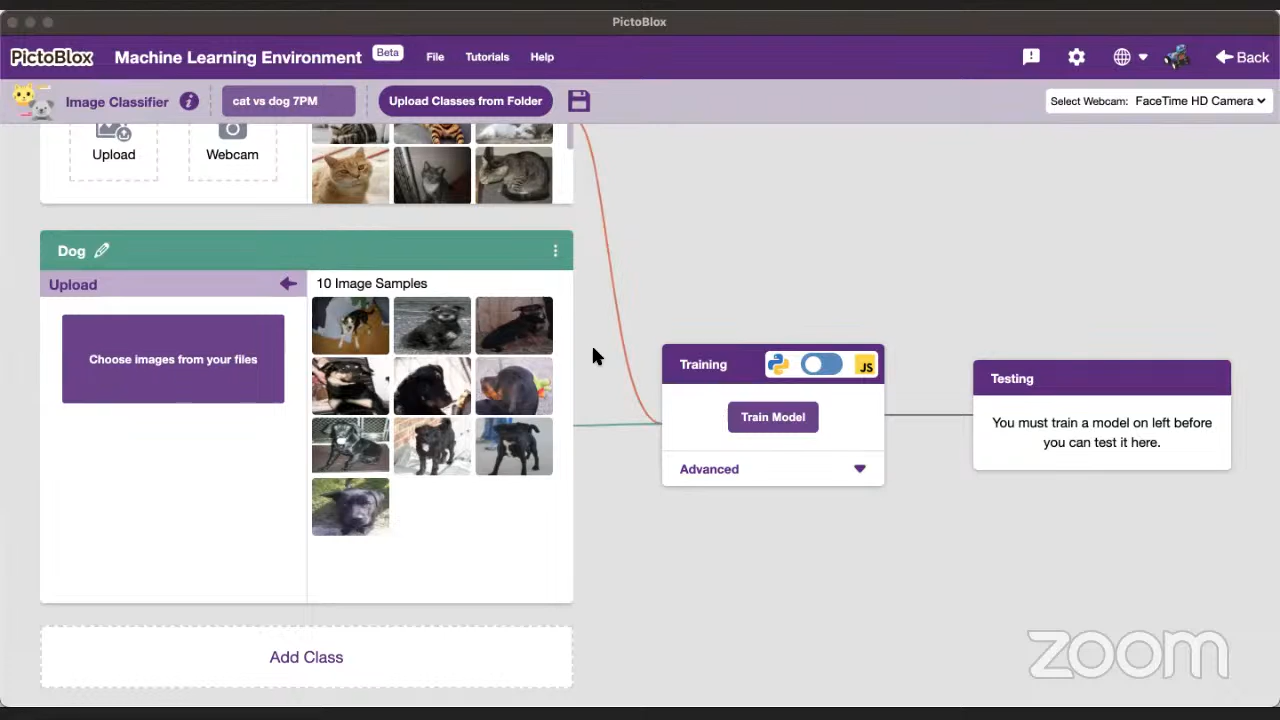 PictoBlox
PictoBlox
Machine Learning Environment
Beta
File
Tutorials
Help
Back
Image Classifier
i
cat vs dog 7PM
Upload Classes from Folder
Select Webcam: FaceTime HD Camera
Upload
Webcam
Dog
Upload
10 Image Samples
Choose images from your files
Training
JS
Train Model
Advanced
Testing
You must train a model on left before
you can test it here.
Add Class
zoom